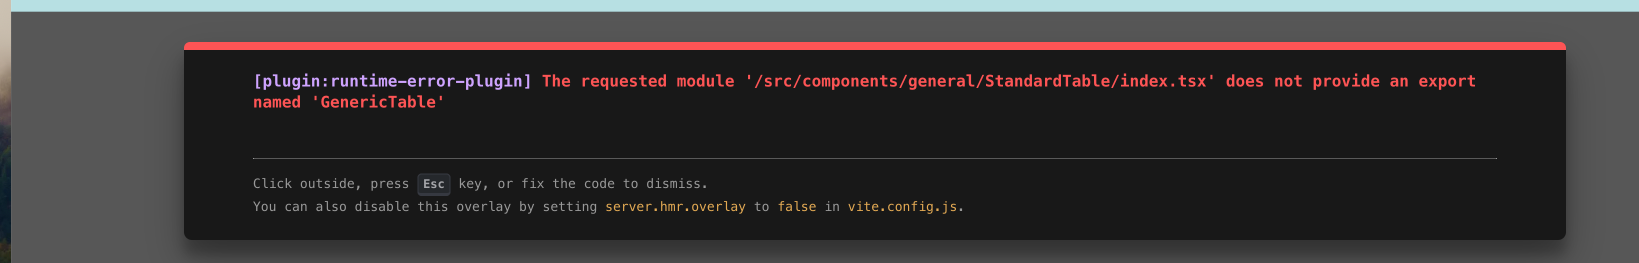 [plugin:runtime-error-plugin] The requested module '/src/components/general/StandardTable/index.tsx' does not provide an export
named 'GenericTable'
Click outside, press Esc key, or fix the code to dismiss.
You can also disable this overlay by setting server.hmr.overlay to false in vite.config.js.